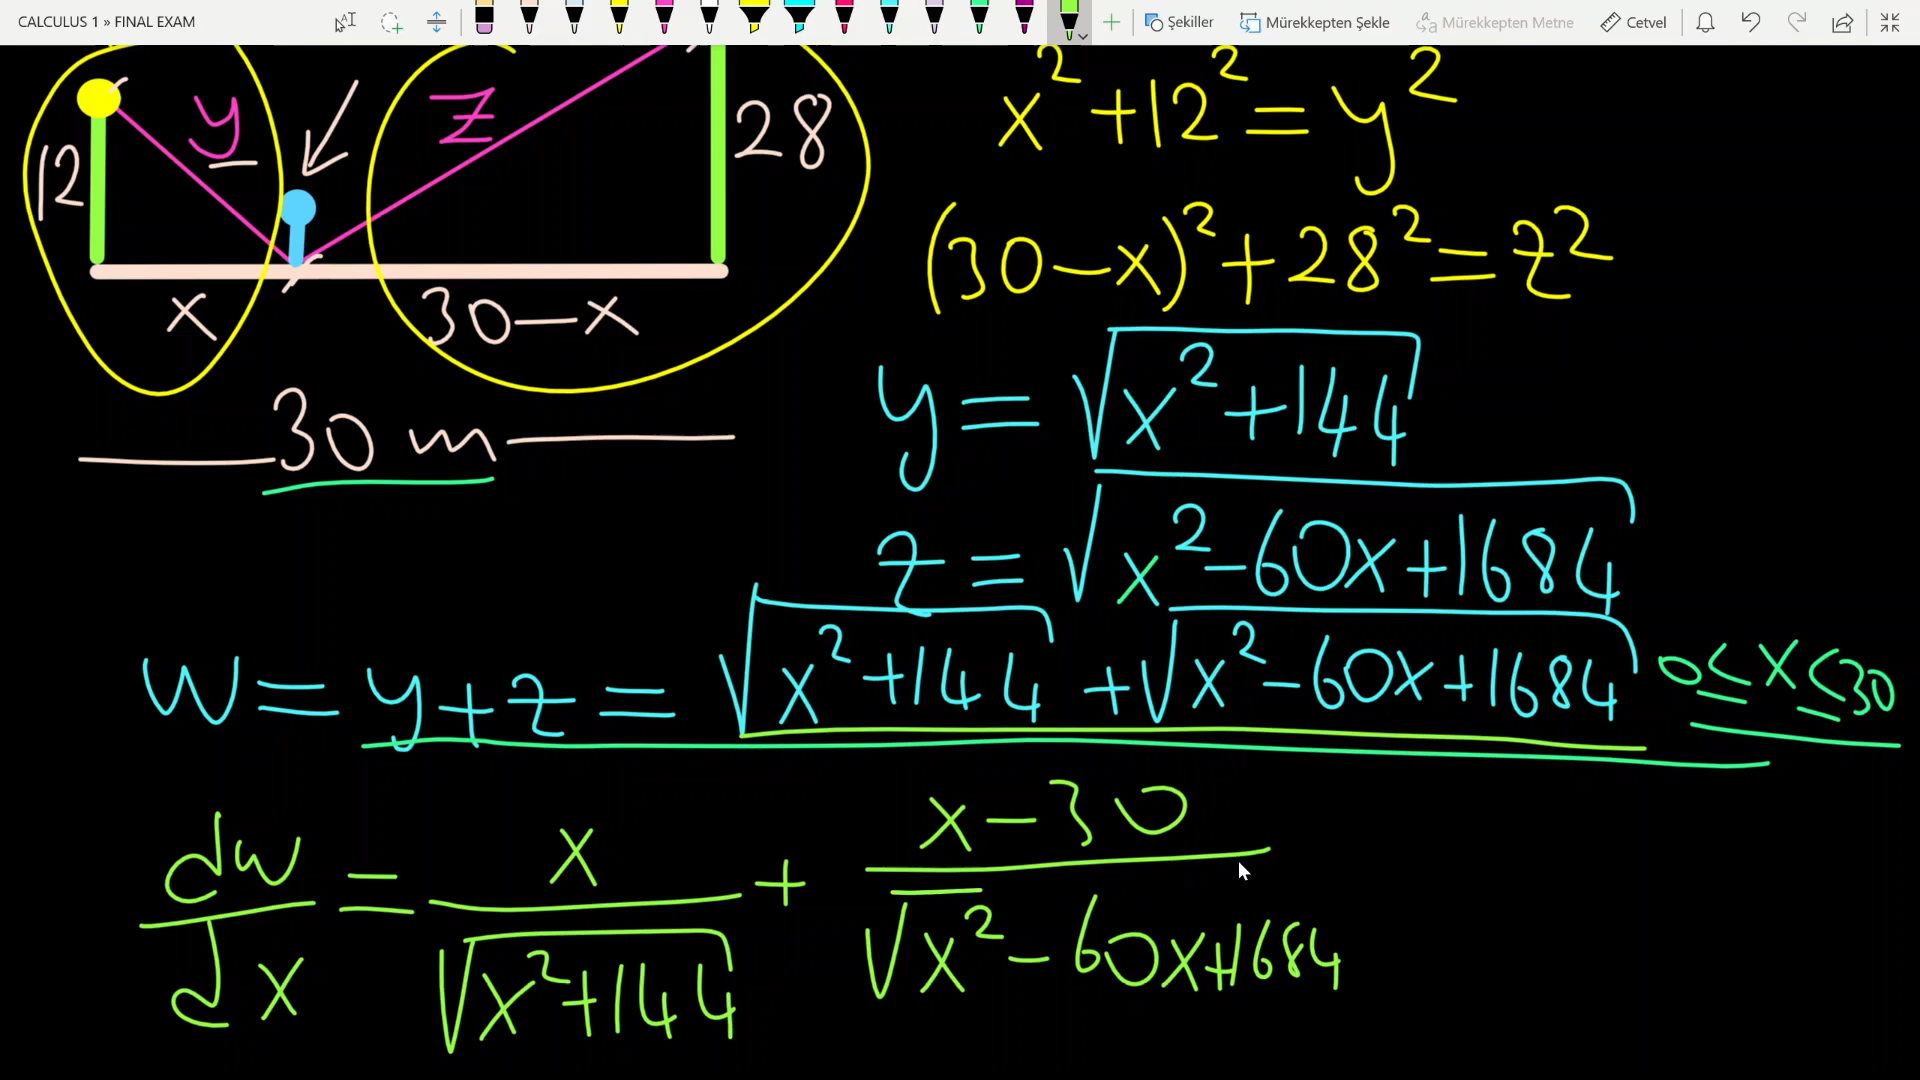 CALCULUS 1 » FINAL EXAM Şekiller Mürekkepten Şekle Mürekkepten Metne Cetvel
12 y z 28
x 30-x
30 m
x²+12²=y²
(30-x)²+28²=z²
y=√x²+144
z=√x²-60x+1684
W=y+z=√x²+144+√x²-60x+1684 0≤x≤30
dw/dx=x/√x²+144+x-30/√x²-60x+1684